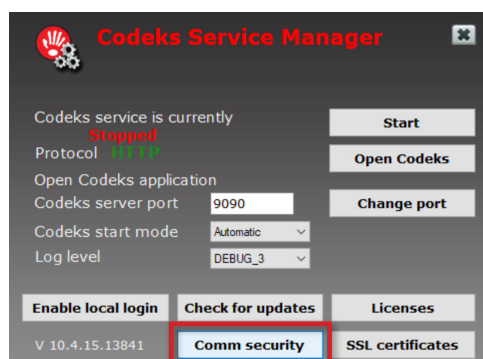 Codeks Service Manager
Codeks service is currently
Stopped
Start
Protocol HTTP
Open Codeks
Open Codeks application
Codeks server port 9090
Change port
Codeks start mode Automatic
Log level DEBUG_3
Enable local login Check for updates Licenses
V 10.4.15.13841 Comm security SSL certificates